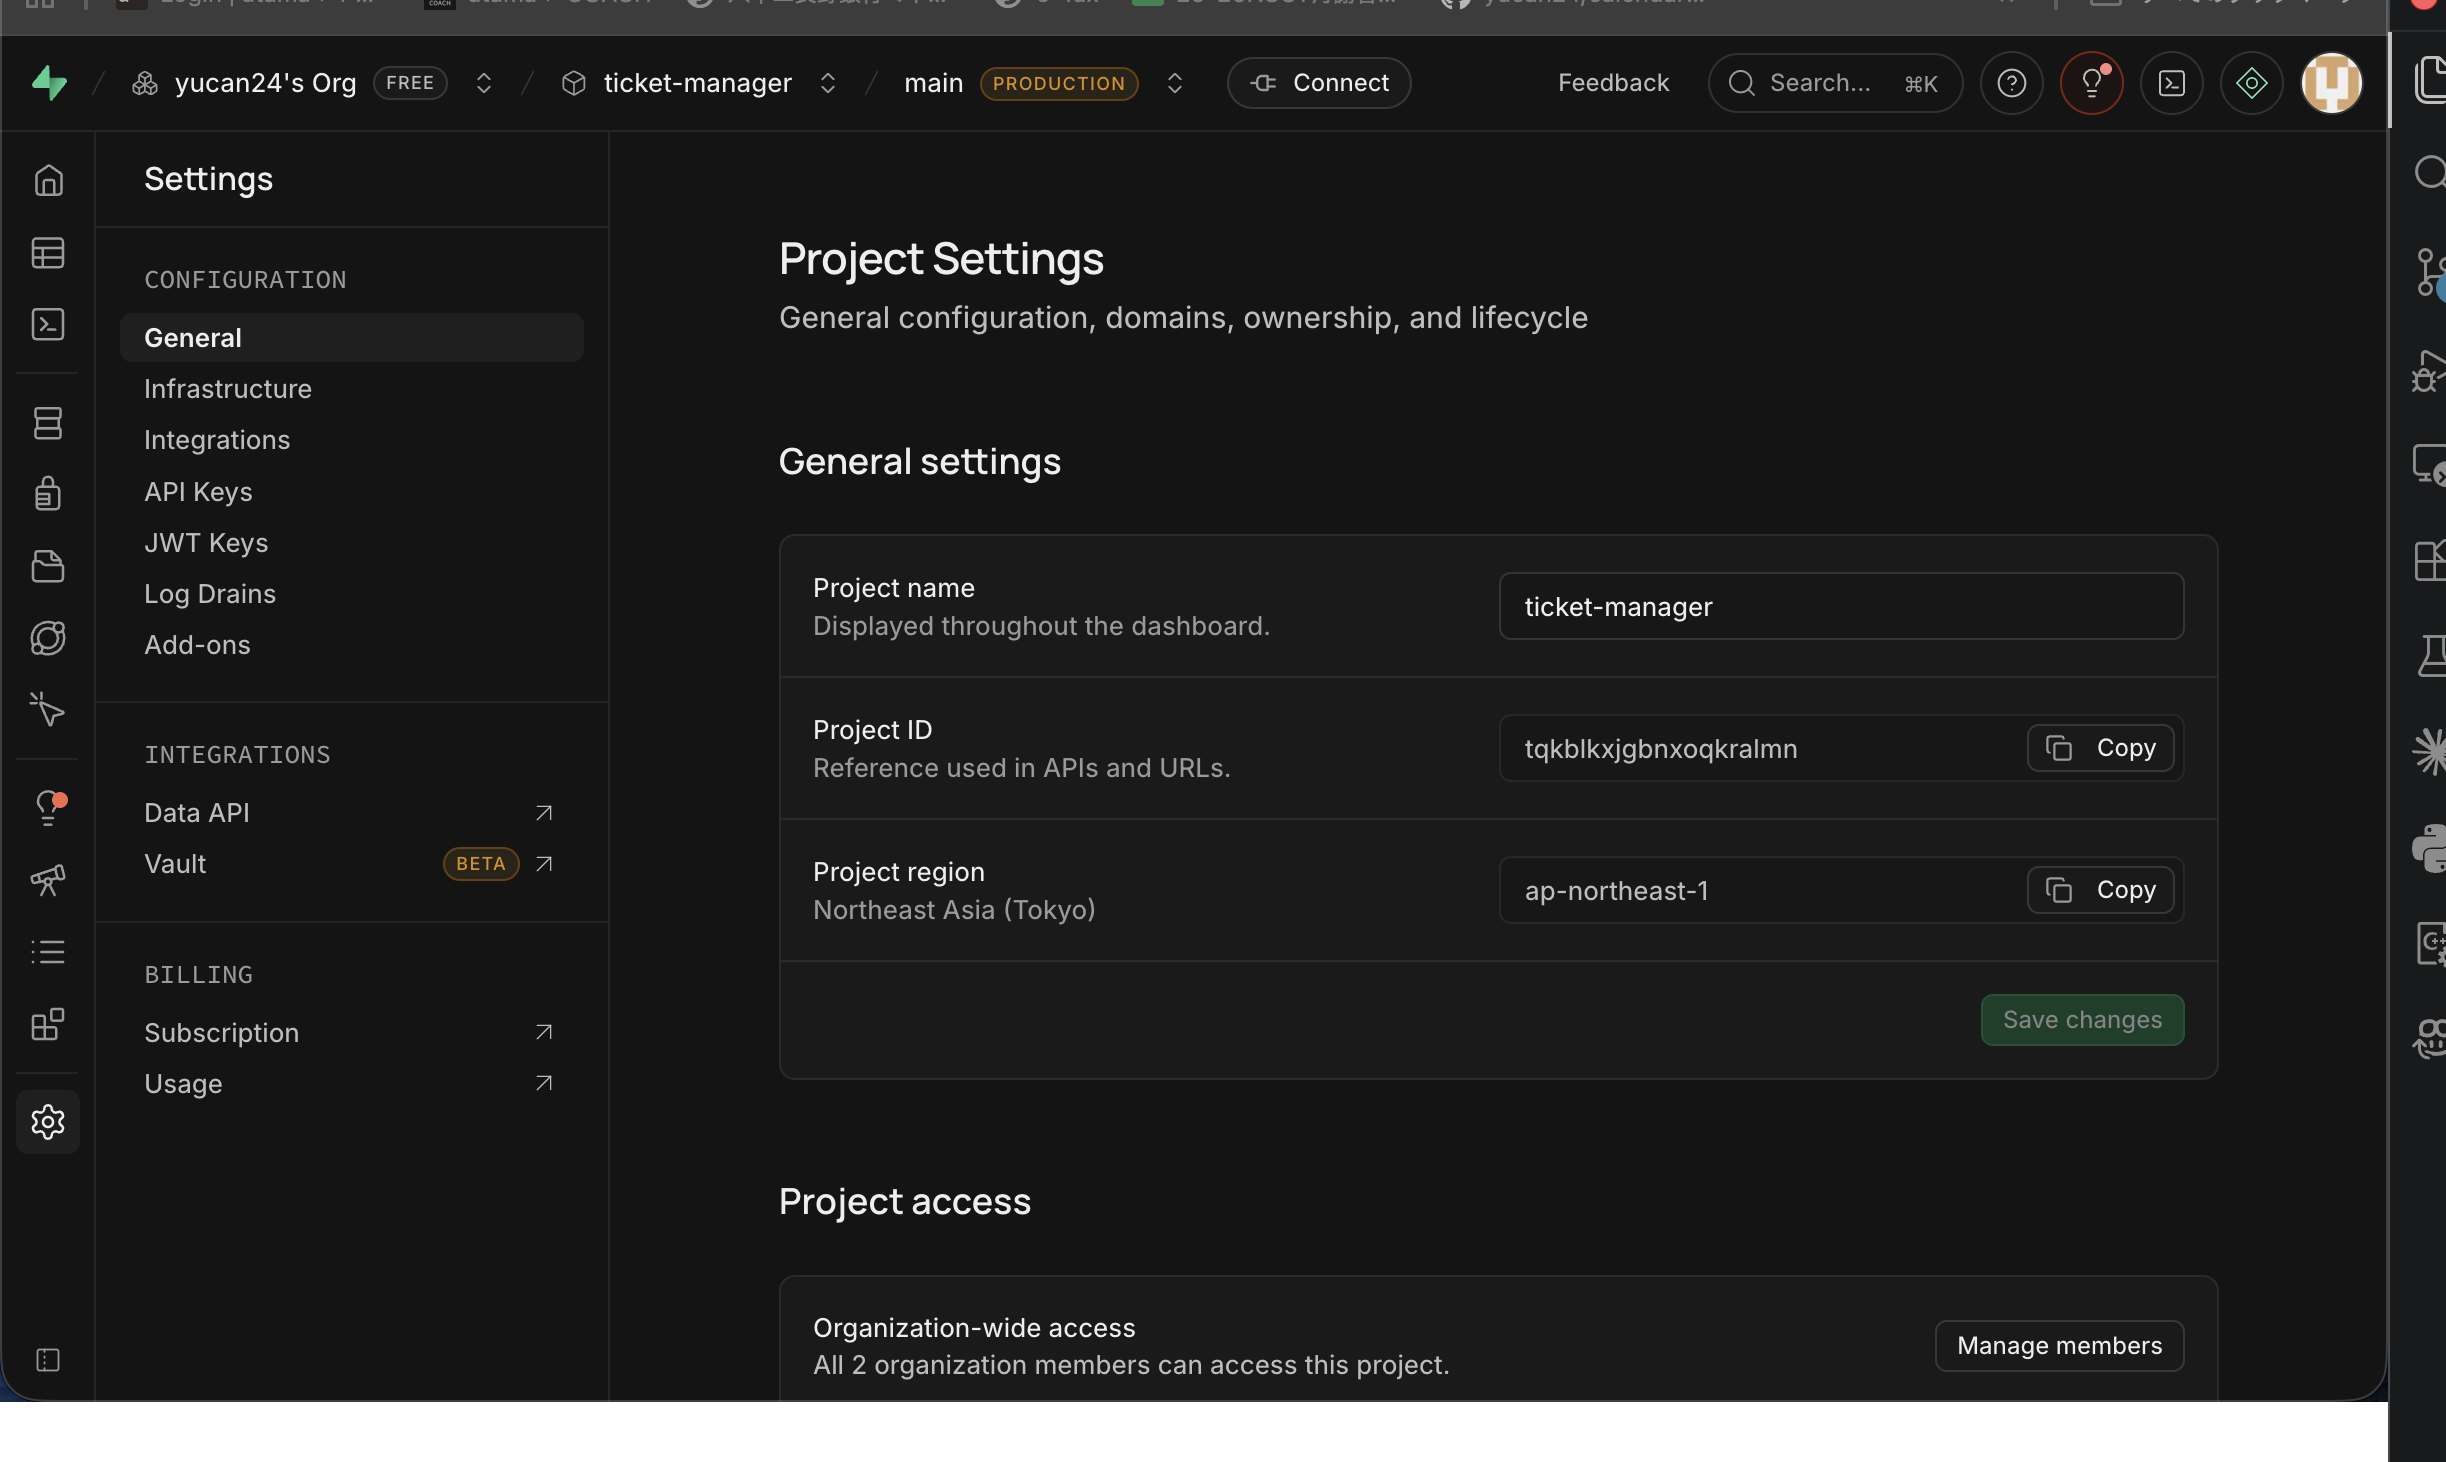 yucan24's Org FREE ticket-manager main PRODUCTION Connect Feedback Search... ⌘K
Settings
CONFIGURATION
General
Infrastructure
Integrations
API Keys
JWT Keys
Log Drains
Add-ons
INTEGRATIONS
Data API
Vault BETA
BILLING
Subscription
Usage
Project Settings
General configuration, domains, ownership, and lifecycle
General settings
Project name
Displayed throughout the dashboard.
ticket-manager
Project ID
Reference used in APIs and URLs.
tqkblkxjgbnxoqkralmn Copy
Project region
Northeast Asia (Tokyo)
ap-northeast-1 Copy
Save changes
Project access
Organization-wide access
All 2 organization members can access this project.
Manage members